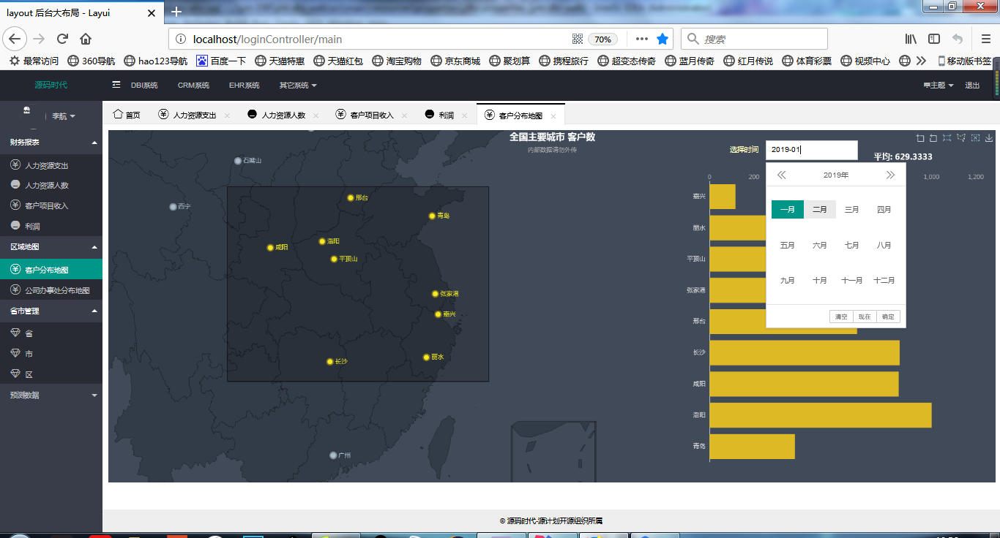 layout 后台大布局 - Layui
localhost/loginController/main
70%
搜索
最常访问 360导航 hao123导航 百度一下 天猫特惠 天猫红包 淘宝购物 京东商城 聚划算 携程旅行 超变态传奇 蓝月传奇 红月传说 体育彩票 视频中心 移动版书签
源码时代 DBI系统 CRM系统 EHR系统 其它系统 主题 退出
李航
首页 人力资源支出 人力资源人数 客户项目收入 利润 客户分布地图
财务报表
人力资源支出
人力资源人数
客户项目收入
利润
区域地图
客户分布地图
公司办事处分布地图
省市管理
省
市
区
预测数据
全国主要城市 客户数
内部数据请勿外传
石嘴山
西宁
邢台
青岛
咸阳
洛阳
平顶山
张家港
嘉兴
长沙
丽水
广州
选择时间 2019-01
平均: 629.3333
0 200 1,000 1,200
嘉兴
丽水
平顶山
张家港
邢台
长沙
咸阳
洛阳
青岛
2019年
一月 二月 三月 四月
五月 六月 七月 八月
九月 十月 十一月 十二月
清空 现在 确定
© 源码时代-源计划开源组织所属